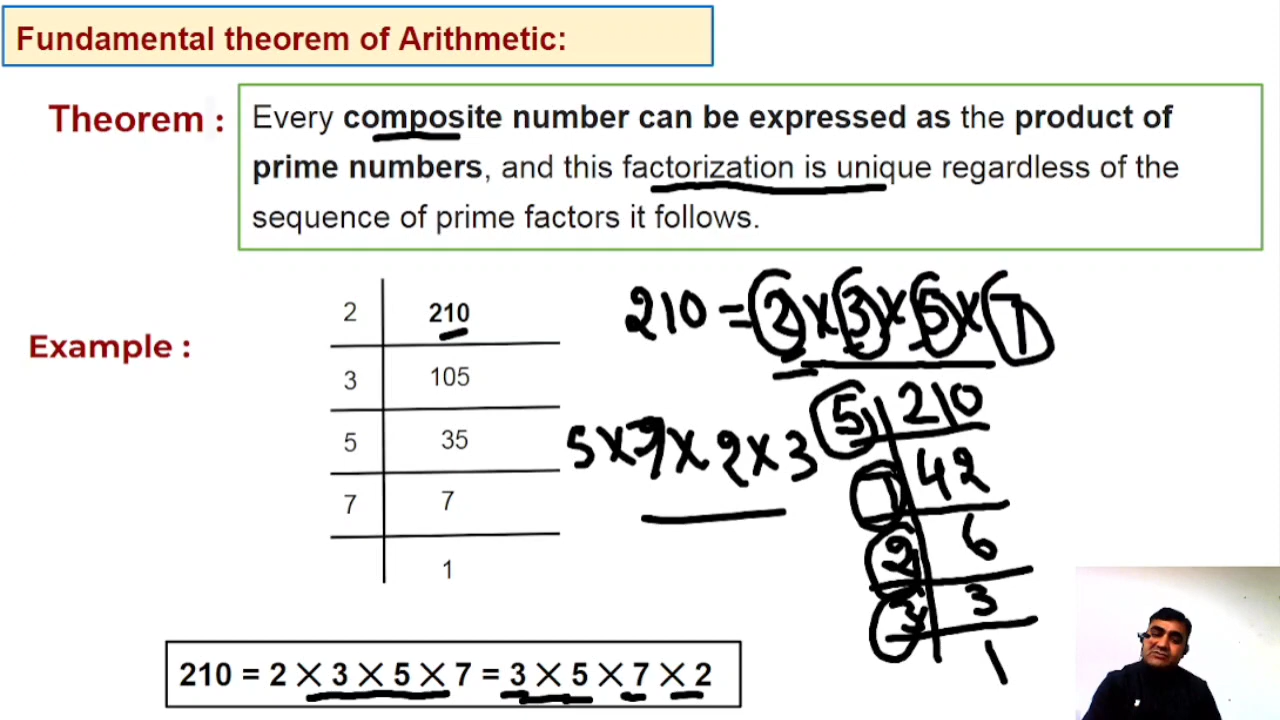 Fundamental theorem of Arithmetic:
Theorem :
Every composite number can be expressed as the product of
prime numbers, and this factorization is unique regardless of the
sequence of prime factors it follows.
Example :
2 210
3 105
5 35
7 7
1
210 = 2 × 3 × 5 × 7
5 × 7 × 2 × 3
5 210
7 42
2 6
3 3
1
210 = 2 × 3 × 5 × 7 = 3 × 5 × 7 × 2